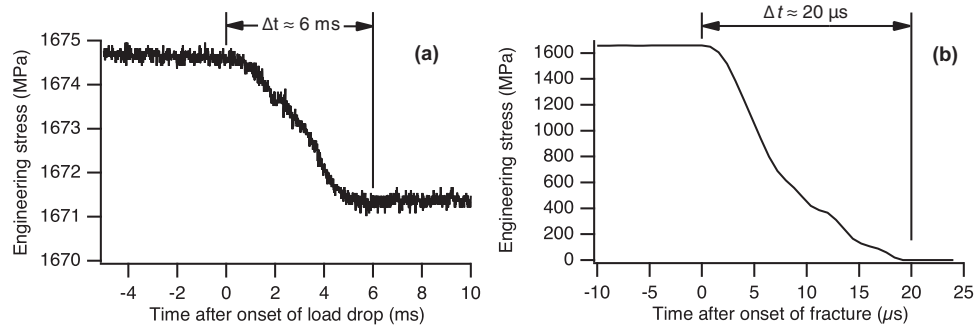 Δt ≈ 6 ms
(a)
Engineering stress (MPa)
1675
1674
1673
1672
1671
1670
-4 -2 0 2 4 6 8 10
Time after onset of load drop (ms)
Δ t ≈ 20 µs
(b)
Engineering stress (MPa)
1600
1400
1200
1000
800
600
400
200
0
-10 -5 0 5 10 15 20 25
Time after onset of fracture (µs)